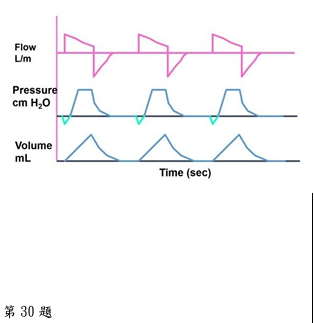 Flow
L/m
Pressure
cm H₂O
Volume
mL
Time (sec)
第 30 題